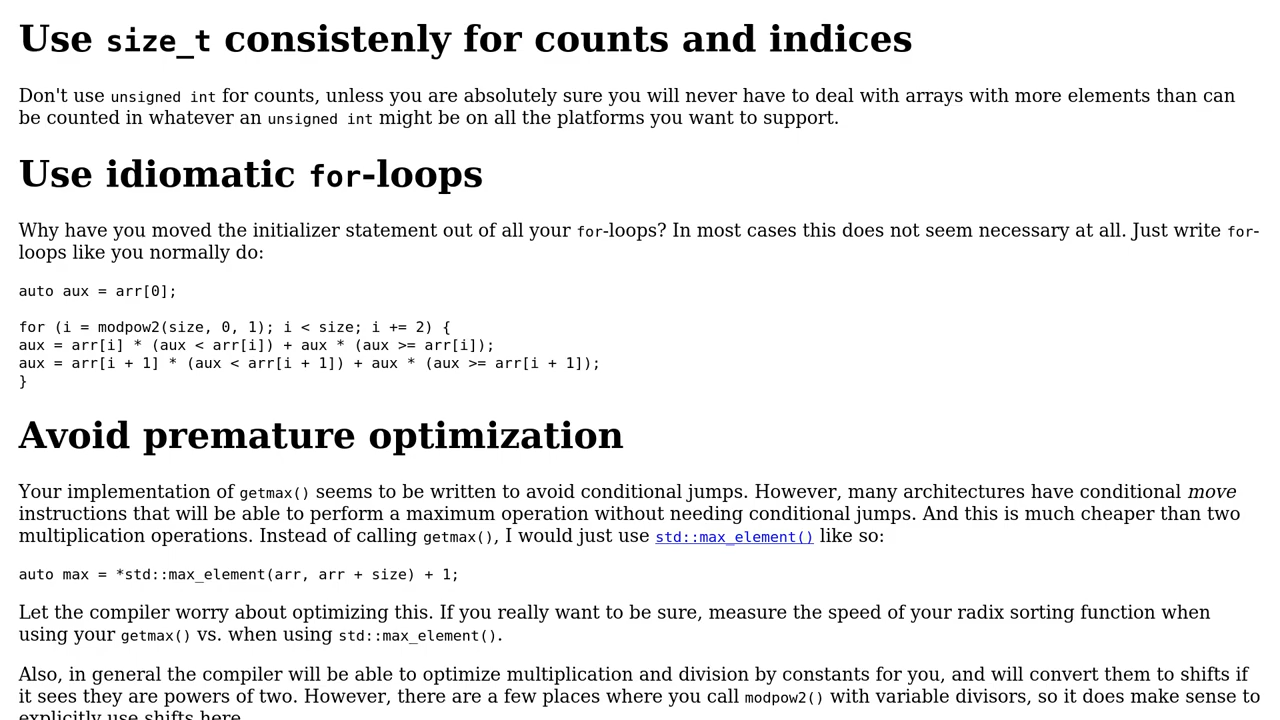 Use size_t consistenly for counts and indices
Don't use unsigned int for counts, unless you are absolutely sure you will never have to deal with arrays with more elements than can
be counted in whatever an unsigned int might be on all the platforms you want to support.
Use idiomatic for-loops
Why have you moved the initializer statement out of all your for-loops? In most cases this does not seem necessary at all. Just write for-
loops like you normally do:
auto aux = arr[0];
for (i = modpow2(size, 0, 1); i < size; i += 2) {
aux = arr[i] * (aux < arr[i]) + aux * (aux >= arr[i]);
aux = arr[i + 1] * (aux < arr[i + 1]) + aux * (aux >= arr[i + 1]);
}
Avoid premature optimization
Your implementation of getmax() seems to be written to avoid conditional jumps. However, many architectures have conditional move
instructions that will be able to perform a maximum operation without needing conditional jumps. And this is much cheaper than two
multiplication operations. Instead of calling getmax(), I would just use std::max_element() like so:
auto max = *std::max_element(arr, arr + size) + 1;
Let the compiler worry about optimizing this. If you really want to be sure, measure the speed of your radix sorting function when
using your getmax() vs. when using std::max_element().
Also, in general the compiler will be able to optimize multiplication and division by constants for you, and will convert them to shifts if
it sees they are powers of two. However, there are a few places where you call modpow2() with variable divisors, so it does make sense to
explicitly use shifts here.